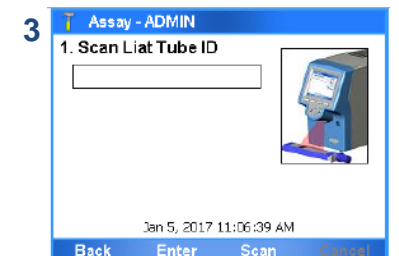 3
Assay - ADMIN
1. Scan Liat Tube ID
Jan 5, 2017 11:06:39 AM
Back Enter Scan Cancel